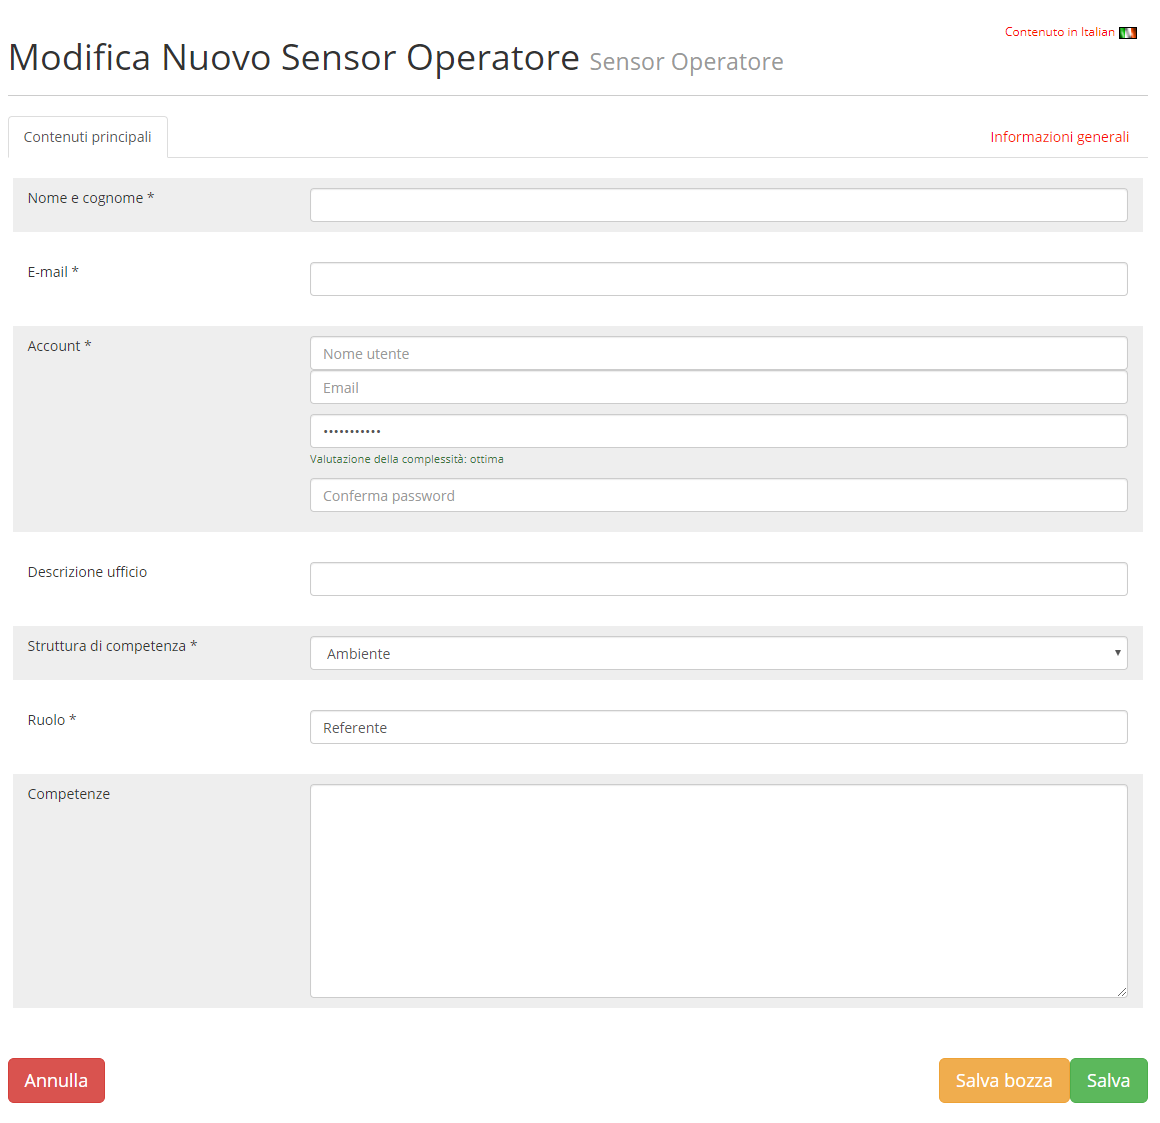 Contenuto in Italian
Modifica Nuovo Sensor Operatore Sensor Operatore
Contenuti principali
Informazioni generali
Nome e cognome *
E-mail *
Account *
Nome utente
Email
•••••••••••
Valutazione della complessità: ottima
Conferma password
Descrizione ufficio
Struttura di competenza *
Ambiente
Ruolo *
Referente
Competenze
Annulla
Salva bozza
Salva